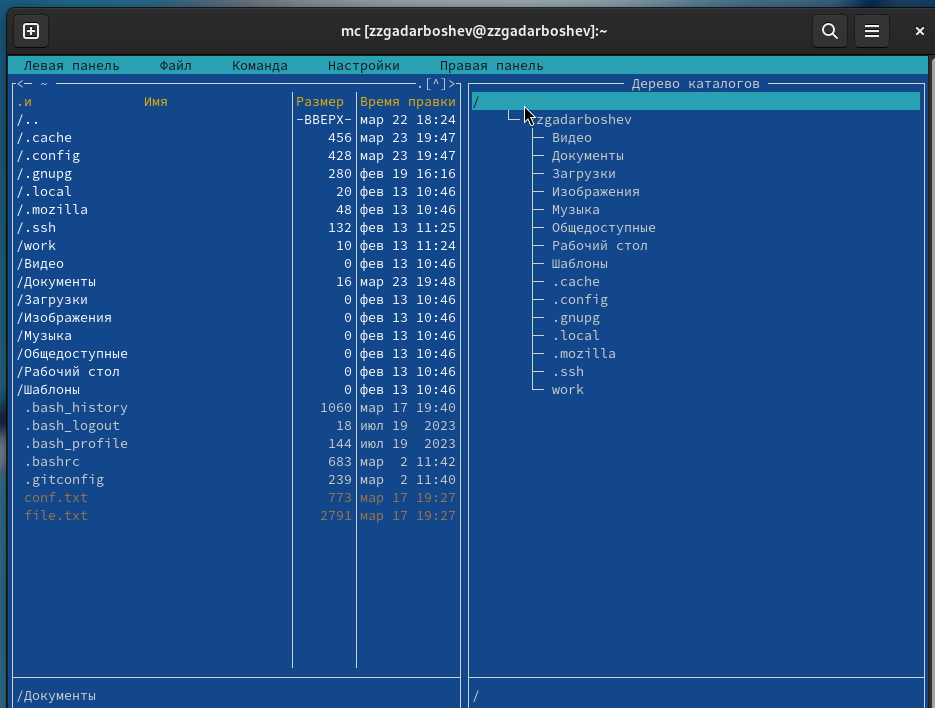 mc [zzgadarboshev@zzgadarboshev]:~
Левая панель Файл Команда Настройки Правая панель
<— ~ .[^]>
.и Имя Размер Время правки
/.. -ВВЕРХ- мар 22 18:24
/.cache 456 мар 23 19:47
/.config 428 мар 23 19:47
/.gnupg 280 фев 19 16:16
/.local 20 фев 13 10:46
/.mozilla 48 фев 13 10:46
/.ssh 132 фев 13 11:25
/work 10 фев 13 11:24
/Видео 0 фев 13 10:46
/Документы 16 мар 23 19:48
/Загрузки 0 фев 13 10:46
/Изображения 0 фев 13 10:46
/Музыка 0 фев 13 10:46
/Общедоступные 0 фев 13 10:46
/Рабочий стол 0 фев 13 10:46
/Шаблоны 0 фев 13 10:46
.bash_history 1060 мар 17 19:40
.bash_logout 18 июл 19 2023
.bash_profile 144 июл 19 2023
.bashrc 683 мар 2 11:42
.gitconfig 239 мар 2 11:40
conf.txt 773 мар 17 19:27
file.txt 2791 мар 17 19:27
/Документы
Дерево каталогов
/
zzgadarboshev
Видео
Документы
Загрузки
Изображения
Музыка
Общедоступные
Рабочий стол
Шаблоны
.cache
.config
.gnupg
.local
.mozilla
.ssh
work
/